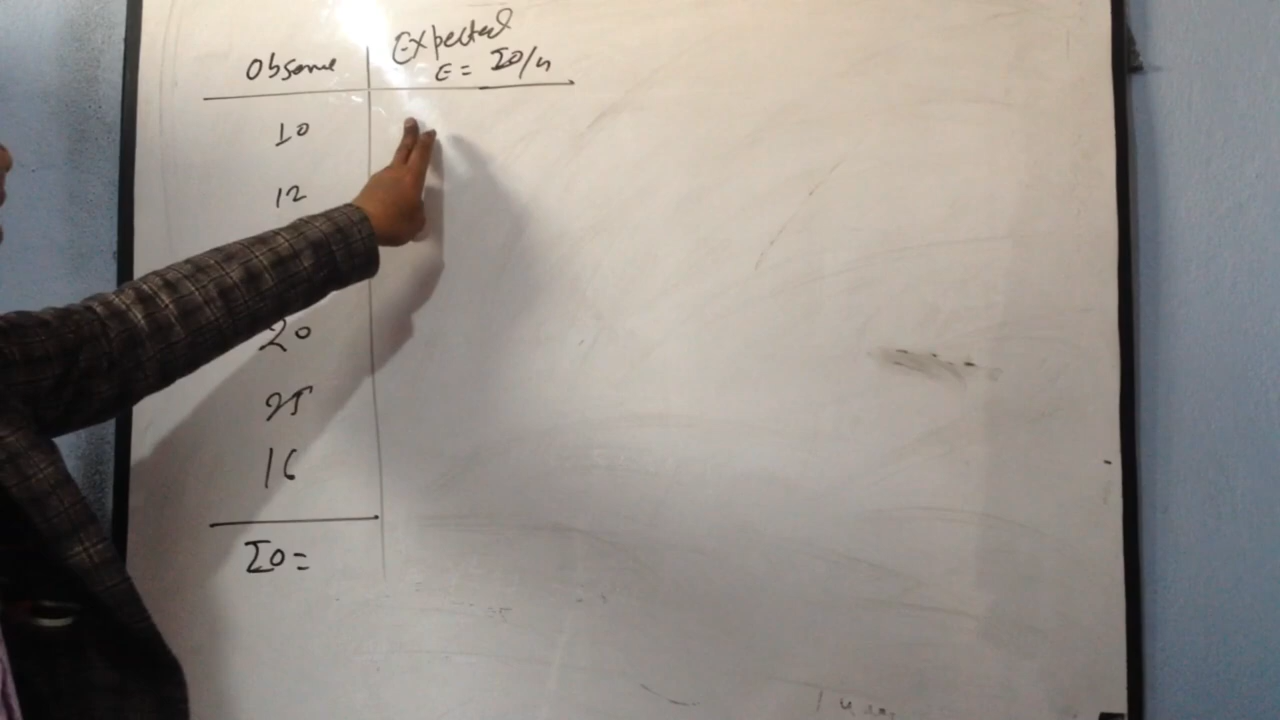 Observe
Expected
E = Σ0/n
10
12
20
25
16
Σ0=